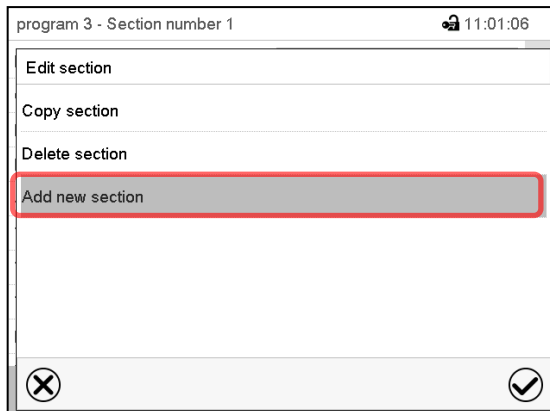 program 3 - Section number 1 11:01:06
Edit section
Copy section
Delete section
Add new section